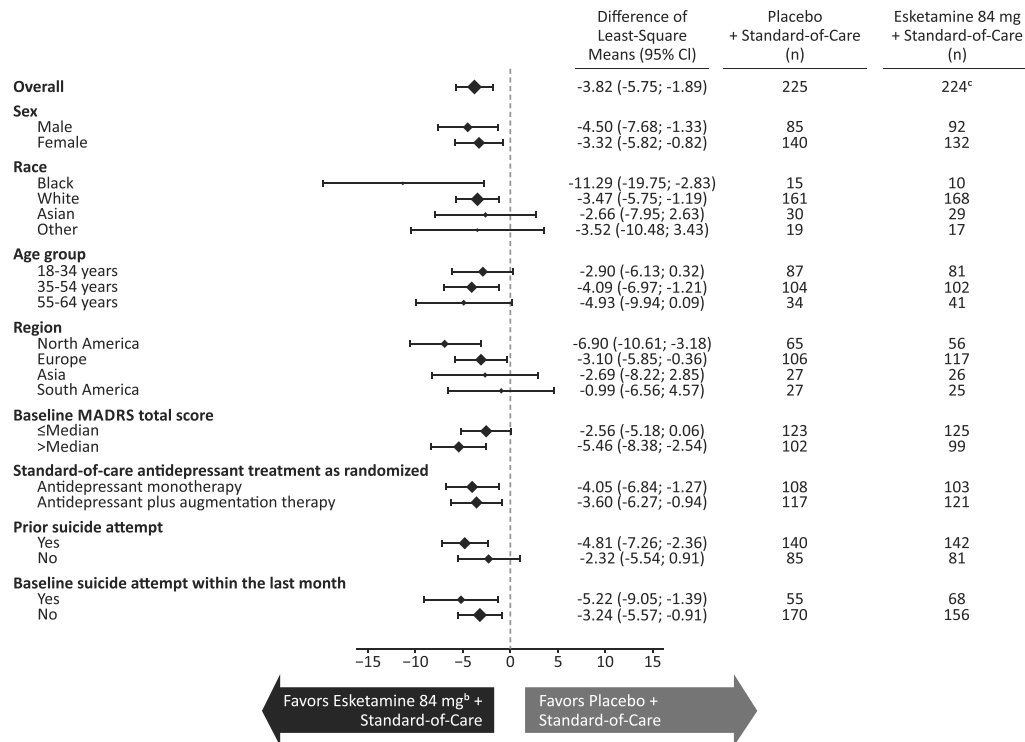 Difference of Least-Square Means (95% CI) Placebo + Standard-of-Care (n) Esketamine 84 mg + Standard-of-Care (n)
Overall -3.82 (-5.75; -1.89) 225 224ᶜ
Sex
Male -4.50 (-7.68; -1.33) 85 92
Female -3.32 (-5.82; -0.82) 140 132
Race
Black -11.29 (-19.75; -2.83) 15 10
White -3.47 (-5.75; -1.19) 161 168
Asian -2.66 (-7.95; 2.63) 30 29
Other -3.52 (-10.48; 3.43) 19 17
Age group
18-34 years -2.90 (-6.13; 0.32) 87 81
35-54 years -4.09 (-6.97; -1.21) 104 102
55-64 years -4.93 (-9.94; 0.09) 34 41
Region
North America -6.90 (-10.61; -3.18) 65 56
Europe -3.10 (-5.85; -0.36) 106 117
Asia -2.69 (-8.22; 2.85) 27 26
South America -0.99 (-6.56; 4.57) 27 25
Baseline MADRS total score
≤Median -2.56 (-5.18; 0.06) 123 125
>Median -5.46 (-8.38; -2.54) 102 99
Standard-of-care antidepressant treatment as randomized
Antidepressant monotherapy -4.05 (-6.84; -1.27) 108 103
Antidepressant plus augmentation therapy -3.60 (-6.27; -0.94) 117 121
Prior suicide attempt
Yes -4.81 (-7.26; -2.36) 140 142
No -2.32 (-5.54; 0.91) 85 81
Baseline suicide attempt within the last month
Yes -5.22 (-9.05; -1.39) 55 68
No -3.24 (-5.57; -0.91) 170 156
−15 −10 −5 0 5 10 15
Favors Esketamine 84 mgᵇ +
Standard-of-Care
Favors Placebo +
Standard-of-Care